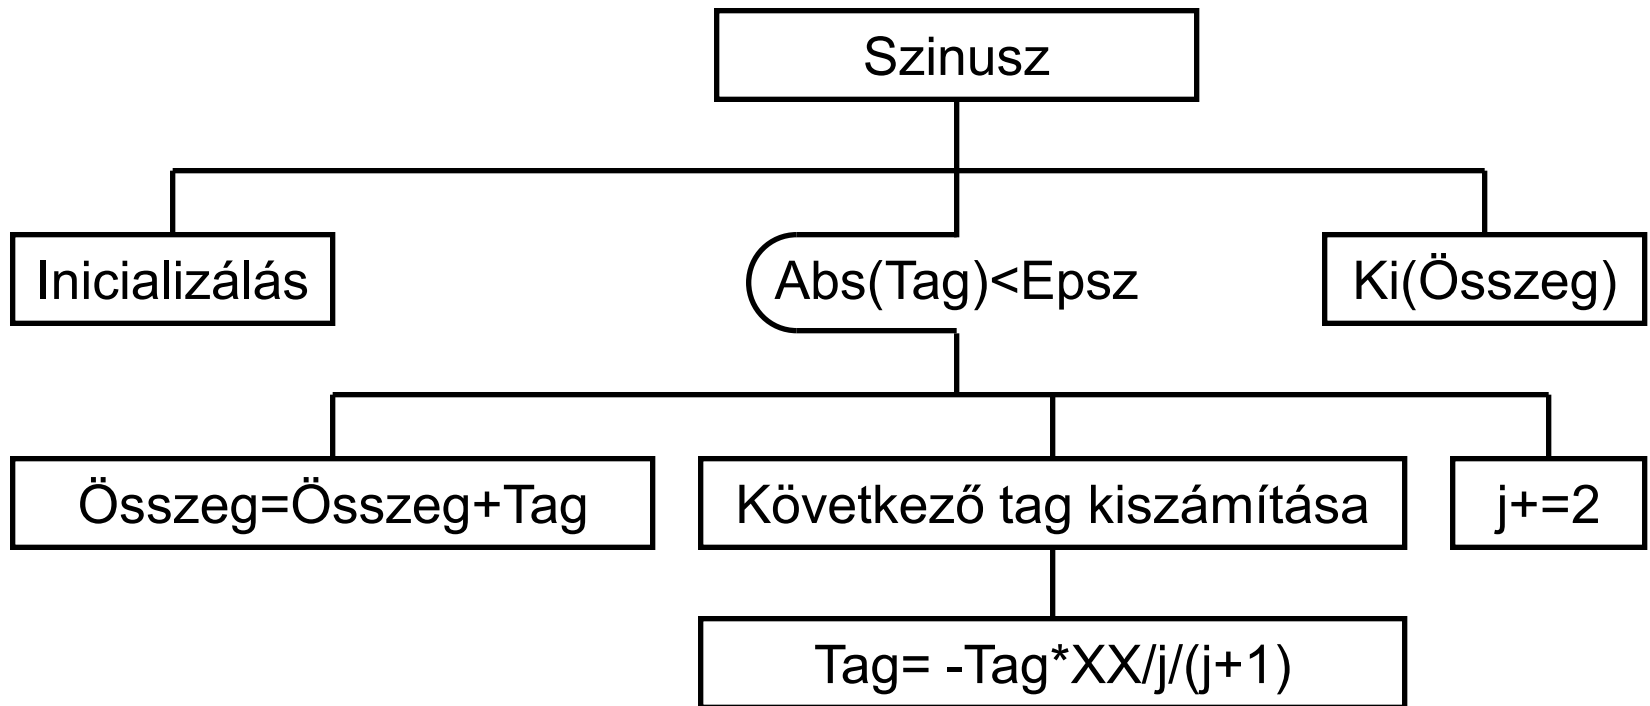 Szinusz
Inicializálás
Abs(Tag)<Epsz
Ki(Összeg)
Összeg=Összeg+Tag
Következő tag kiszámítása
j+=2
Tag= -Tag*XX/j/(j+1)